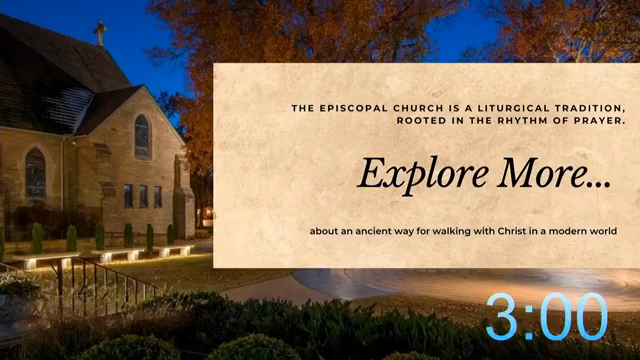 THE EPISCOPAL CHURCH IS A LITURGICAL TRADITION,
ROOTED IN THE RHYTHM OF PRAYER.
Explore More...
about an ancient way for walking with Christ in a modern world
3:00